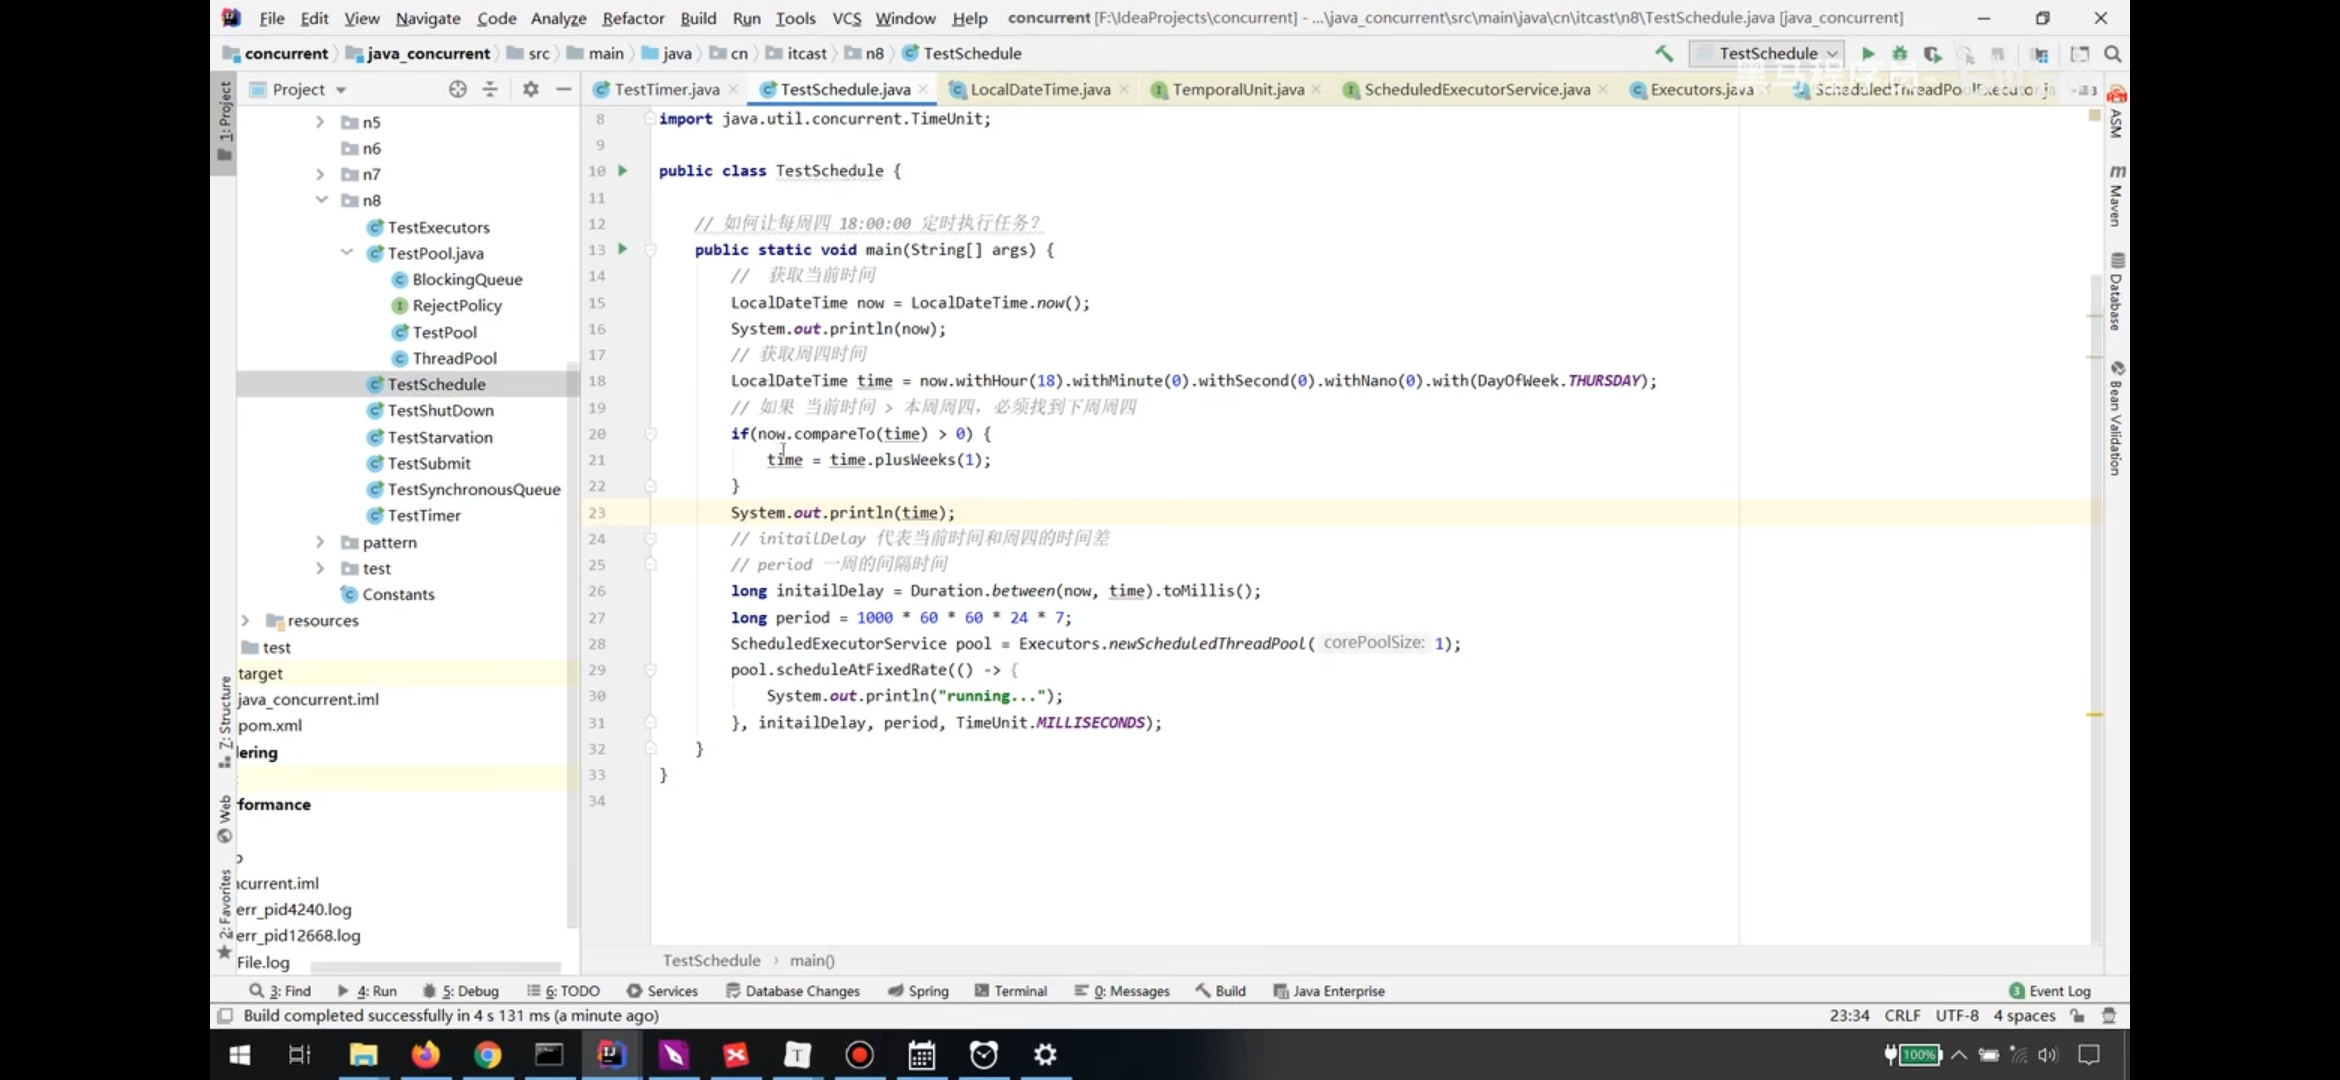 File Edit View Navigate Code Analyze Refactor Build Run Tools VCS Window Help concurrent [F:\IdeaProjects\concurrent] - ...\java_concurrent\src\main\java\cn\itcast\n8\TestSchedule.java [java_concurrent]
concurrent java_concurrent src main java cn itcast n8 TestSchedule TestSchedule
黑马程序员
1: Project
Project
TestTimer.java TestSchedule.java LocalDateTime.java TemporalUnit.java ScheduledExecutorService.java Executors.java ScheduledThreadPoolExecutor.ja
n5
n6
n7
n8
TestExecutors
TestPool.java
BlockingQueue
RejectPolicy
TestPool
ThreadPool
TestSchedule
TestShutDown
TestStarvation
TestSubmit
TestSynchronousQueue
TestTimer
pattern
test
Constants
resources
test
target
java_concurrent.iml
pom.xml
lering
formance
ncurrent.iml
err_pid4240.log
err_pid12668.log
File.log
7: Structure
Web
2: Favorites
8 import java.util.concurrent.TimeUnit;
9
10 public class TestSchedule {
11
12 // 如何让每周四 18:00:00 定时执行任务?
13 public static void main(String[] args) {
14 // 获取当前时间
15 LocalDateTime now = LocalDateTime.now();
16 System.out.println(now);
17 // 获取周四时间
18 LocalDateTime time = now.withHour(18).withMinute(0).withSecond(0).withNano(0).with(DayOfWeek.THURSDAY);
19 // 如果 当前时间 > 本周周四，必须找到下周周四
20 if(now.compareTo(time) > 0) {
21 time = time.plusWeeks(1);
22 }
23 System.out.println(time);
24 // initailDelay 代表当前时间和周四的时间差
25 // period 一周的间隔时间
26 long initailDelay = Duration.between(now, time).toMillis();
27 long period = 1000 * 60 * 60 * 24 * 7;
28 ScheduledExecutorService pool = Executors.newScheduledThreadPool( corePoolSize: 1);
29 pool.scheduleAtFixedRate(() -> {
30 System.out.println("running...");
31 }, initailDelay, period, TimeUnit.MILLISECONDS);
32 }
33 }
34
ASM
Maven
Database
Bean Validation
TestSchedule › main()
3: Find 4: Run 5: Debug 6: TODO Services Database Changes Spring Terminal 0: Messages Build Java Enterprise 3 Event Log
Build completed successfully in 4 s 131 ms (a minute ago) 23:34 CRLF UTF-8 4 spaces
100%